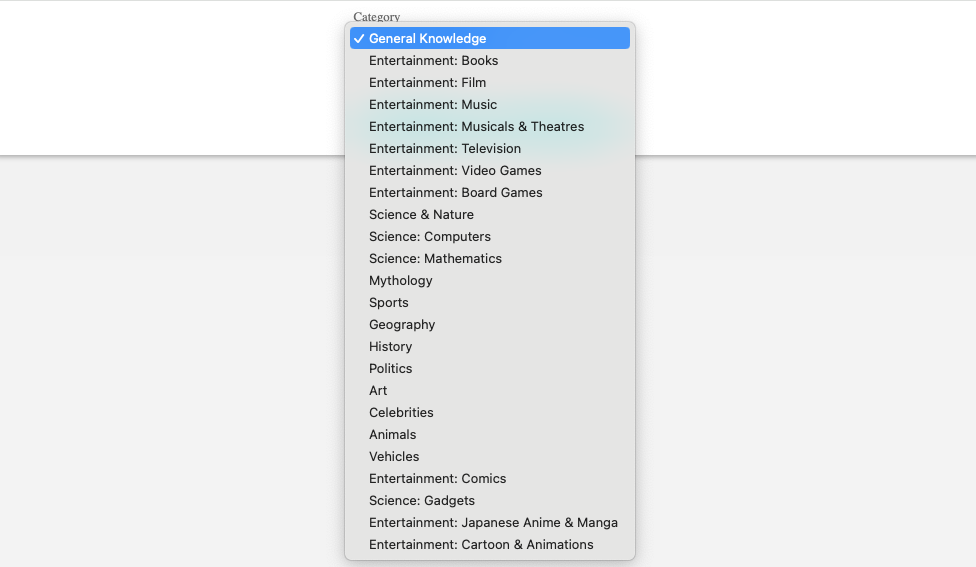 Category
✓ General Knowledge
Entertainment: Books
Entertainment: Film
Entertainment: Music
Entertainment: Musicals & Theatres
Entertainment: Television
Entertainment: Video Games
Entertainment: Board Games
Science & Nature
Science: Computers
Science: Mathematics
Mythology
Sports
Geography
History
Politics
Art
Celebrities
Animals
Vehicles
Entertainment: Comics
Science: Gadgets
Entertainment: Japanese Anime & Manga
Entertainment: Cartoon & Animations